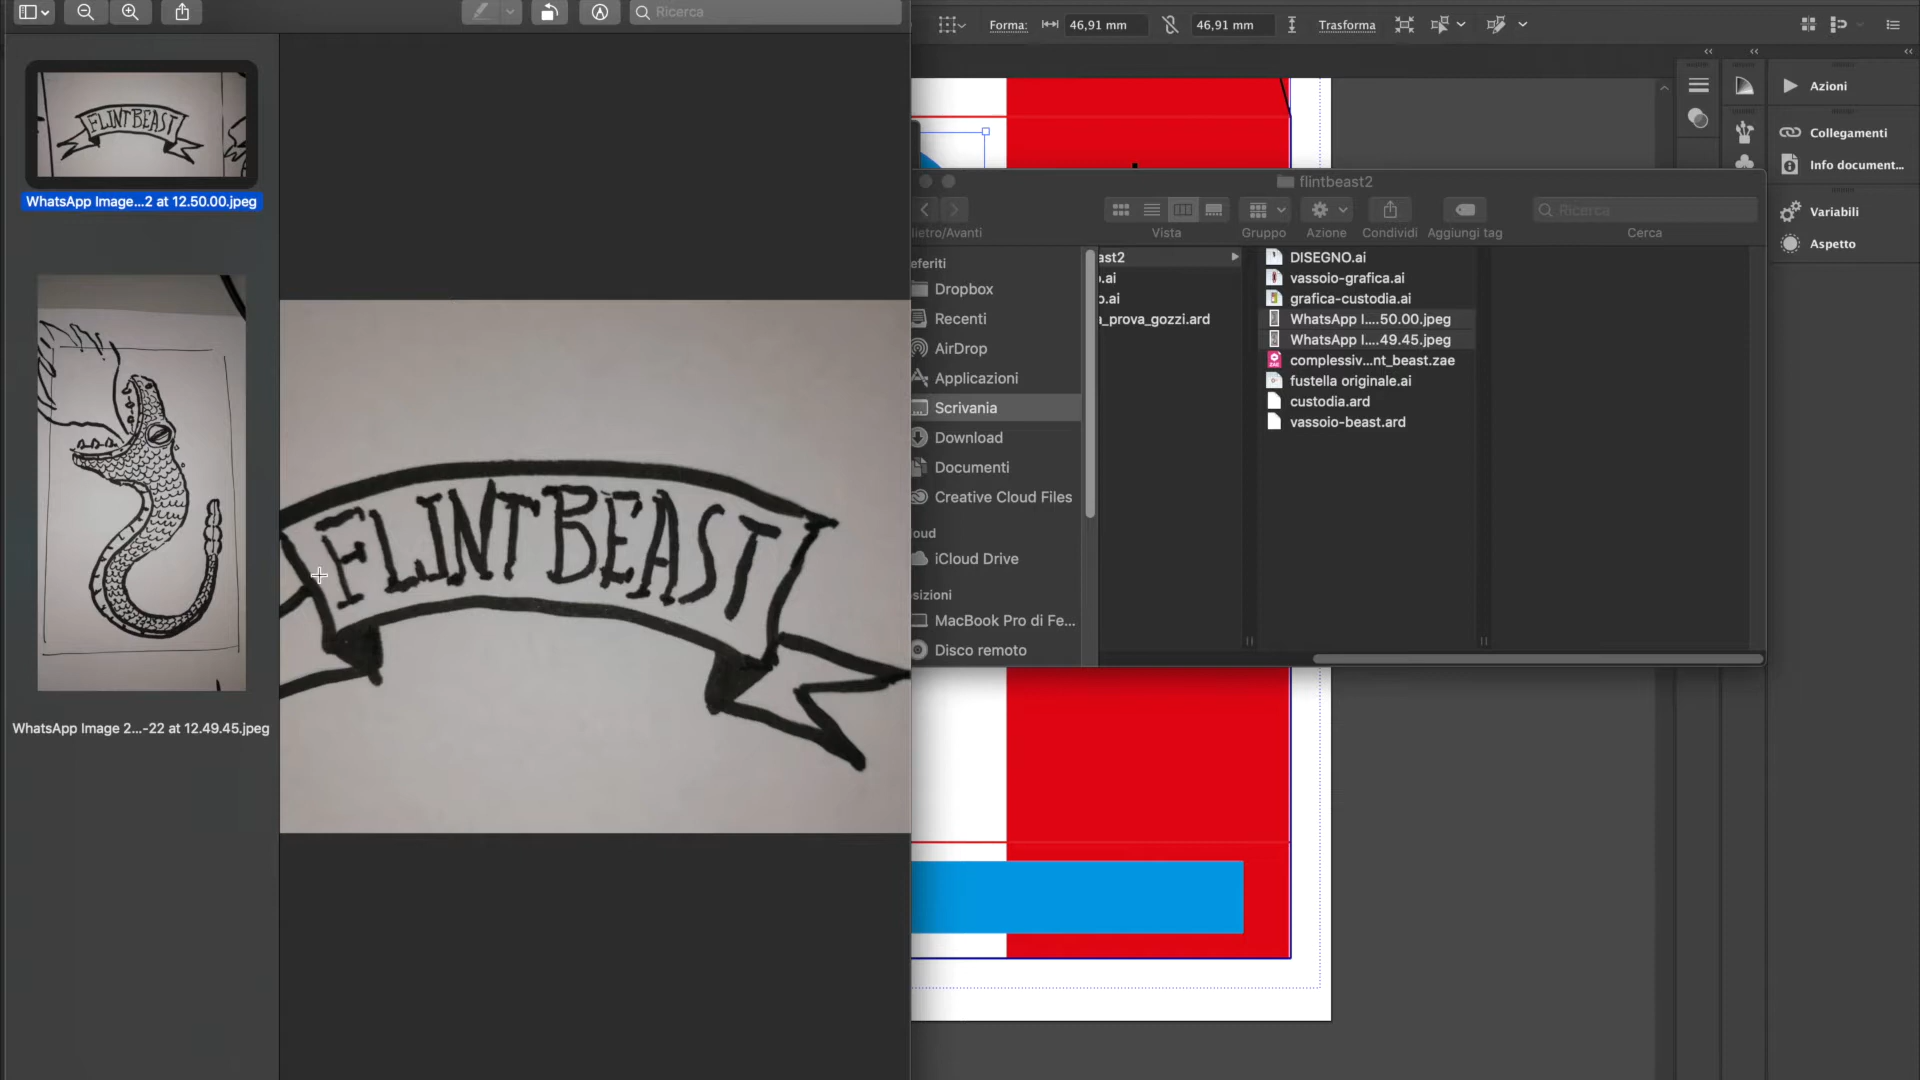 Ricerca
Forma:
46,91 mm
46,91 mm
Trasforma
FLINTBEAST
WhatsApp Image...2 at 12.50.00.jpeg
WhatsApp Image 2...-22 at 12.49.45.jpeg
FLINTBEAST
flintbeast2
Ricerca
ietro/Avanti
Vista
Gruppo
Azione
Condividi
Aggiungi tag
Cerca
eferiti
Dropbox
Recenti
AirDrop
Applicazioni
Scrivania
Download
Documenti
Creative Cloud Files
loud
iCloud Drive
sizioni
MacBook Pro di Fe...
Disco remoto
ast2
o.ai
o.ai
a_prova_gozzi.ard
DISEGNO.ai
vassoio-grafica.ai
grafica-custodia.ai
WhatsApp I....50.00.jpeg
WhatsApp I....49.45.jpeg
complessiv...nt_beast.zae
fustella originale.ai
custodia.ard
vassoio-beast.ard
Azioni
Collegamenti
Info document...
Variabili
Aspetto